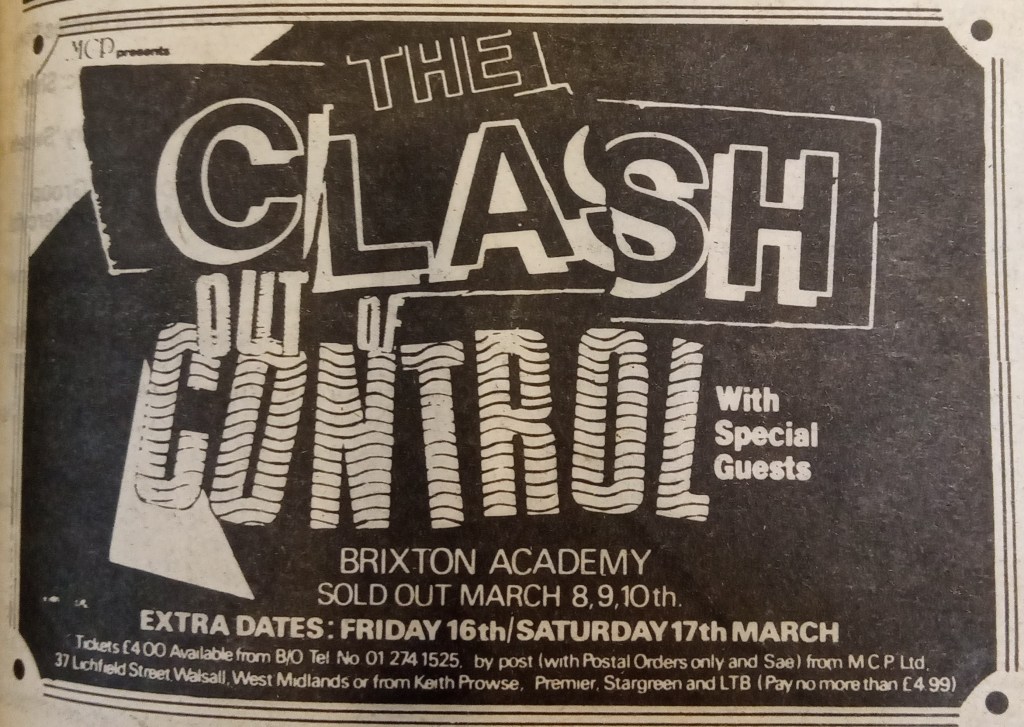 MCP presents
THE
CLASH
OUT OF
CONTROL
With
Special
Guests
BRIXTON ACADEMY
SOLD OUT MARCH 8,9,10th.
EXTRA DATES: FRIDAY 16th/SATURDAY 17th MARCH
Tickets £4.00 Available from B/O Tel No 01 274 1525, by post (with Postal Orders only and Sae) from M C P Ltd,
37 Lichfield Street, Walsall, West Midlands or from Keith Prowse, Premier, Stargreen and LTB (Pay no more than £4.99)